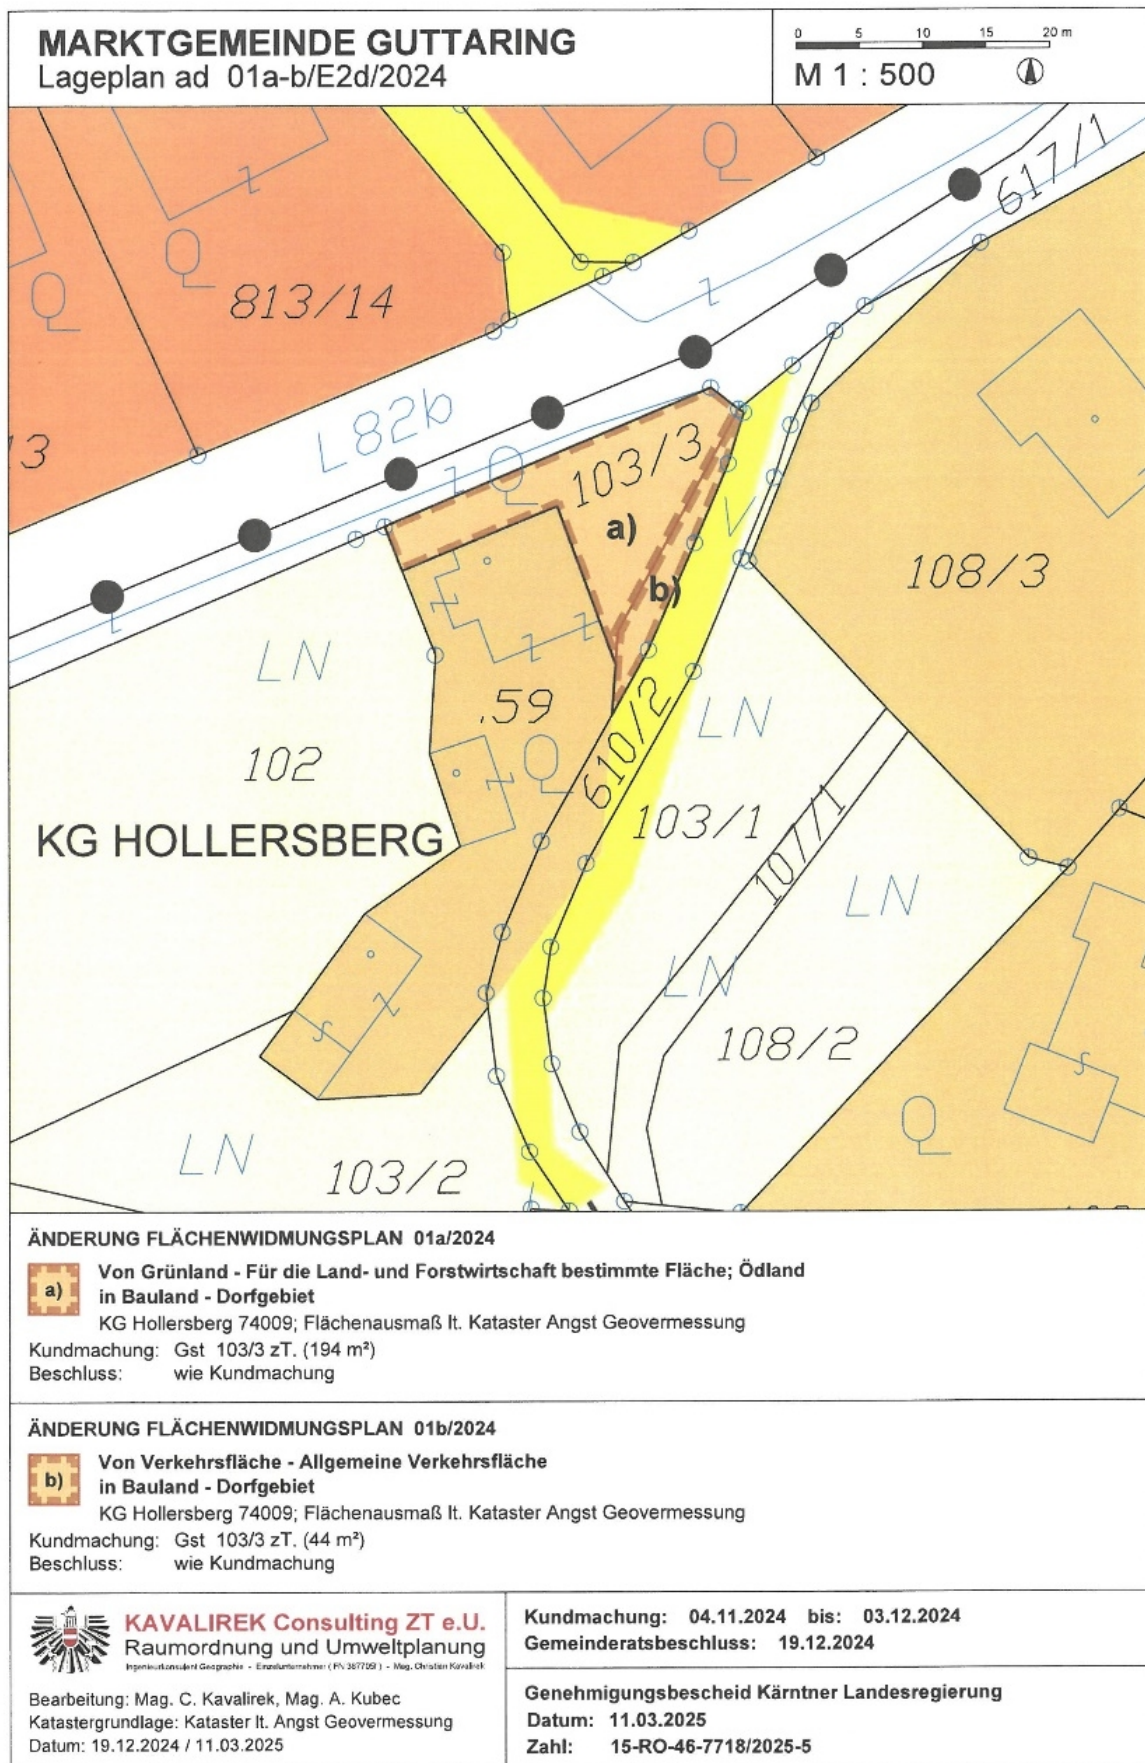 MARKTGEMEINDE GUTTARING
Lageplan ad 01a-b/E2d/2024
0 5 10 15 20 m
M 1 : 500
617/1
813/14
13
L82b
103/3
a)
b)
V
108/3
LN
.59
610/2
LN
102
103/1
107/1
KG HOLLERSBERG
LN
LN
108/2
LN
103/2
ÄNDERUNG FLÄCHENWIDMUNGSPLAN 01a/2024
a)
Von Grünland - Für die Land- und Forstwirtschaft bestimmte Fläche; Ödland
in Bauland - Dorfgebiet
KG Hollersberg 74009; Flächenausmaß lt. Kataster Angst Geovermessung
Kundmachung: Gst 103/3 zT. (194 m²)
Beschluss: wie Kundmachung
ÄNDERUNG FLÄCHENWIDMUNGSPLAN 01b/2024
b)
Von Verkehrsfläche - Allgemeine Verkehrsfläche
in Bauland - Dorfgebiet
KG Hollersberg 74009; Flächenausmaß lt. Kataster Angst Geovermessung
Kundmachung: Gst 103/3 zT. (44 m²)
Beschluss: wie Kundmachung
KAVALIREK Consulting ZT e.U.
Raumordnung und Umweltplanung
Ingenieurkonsulent Geographie - Einzelunternehmer - Mag. Christian Kavalirek
Bearbeitung: Mag. C. Kavalirek, Mag. A. Kubec
Katastergrundlage: Kataster lt. Angst Geovermessung
Datum: 19.12.2024 / 11.03.2025
Kundmachung: 04.11.2024 bis: 03.12.2024
Gemeinderatsbeschluss: 19.12.2024
Genehmigungsbescheid Kärntner Landesregierung
Datum: 11.03.2025
Zahl: 15-RO-46-7718/2025-5